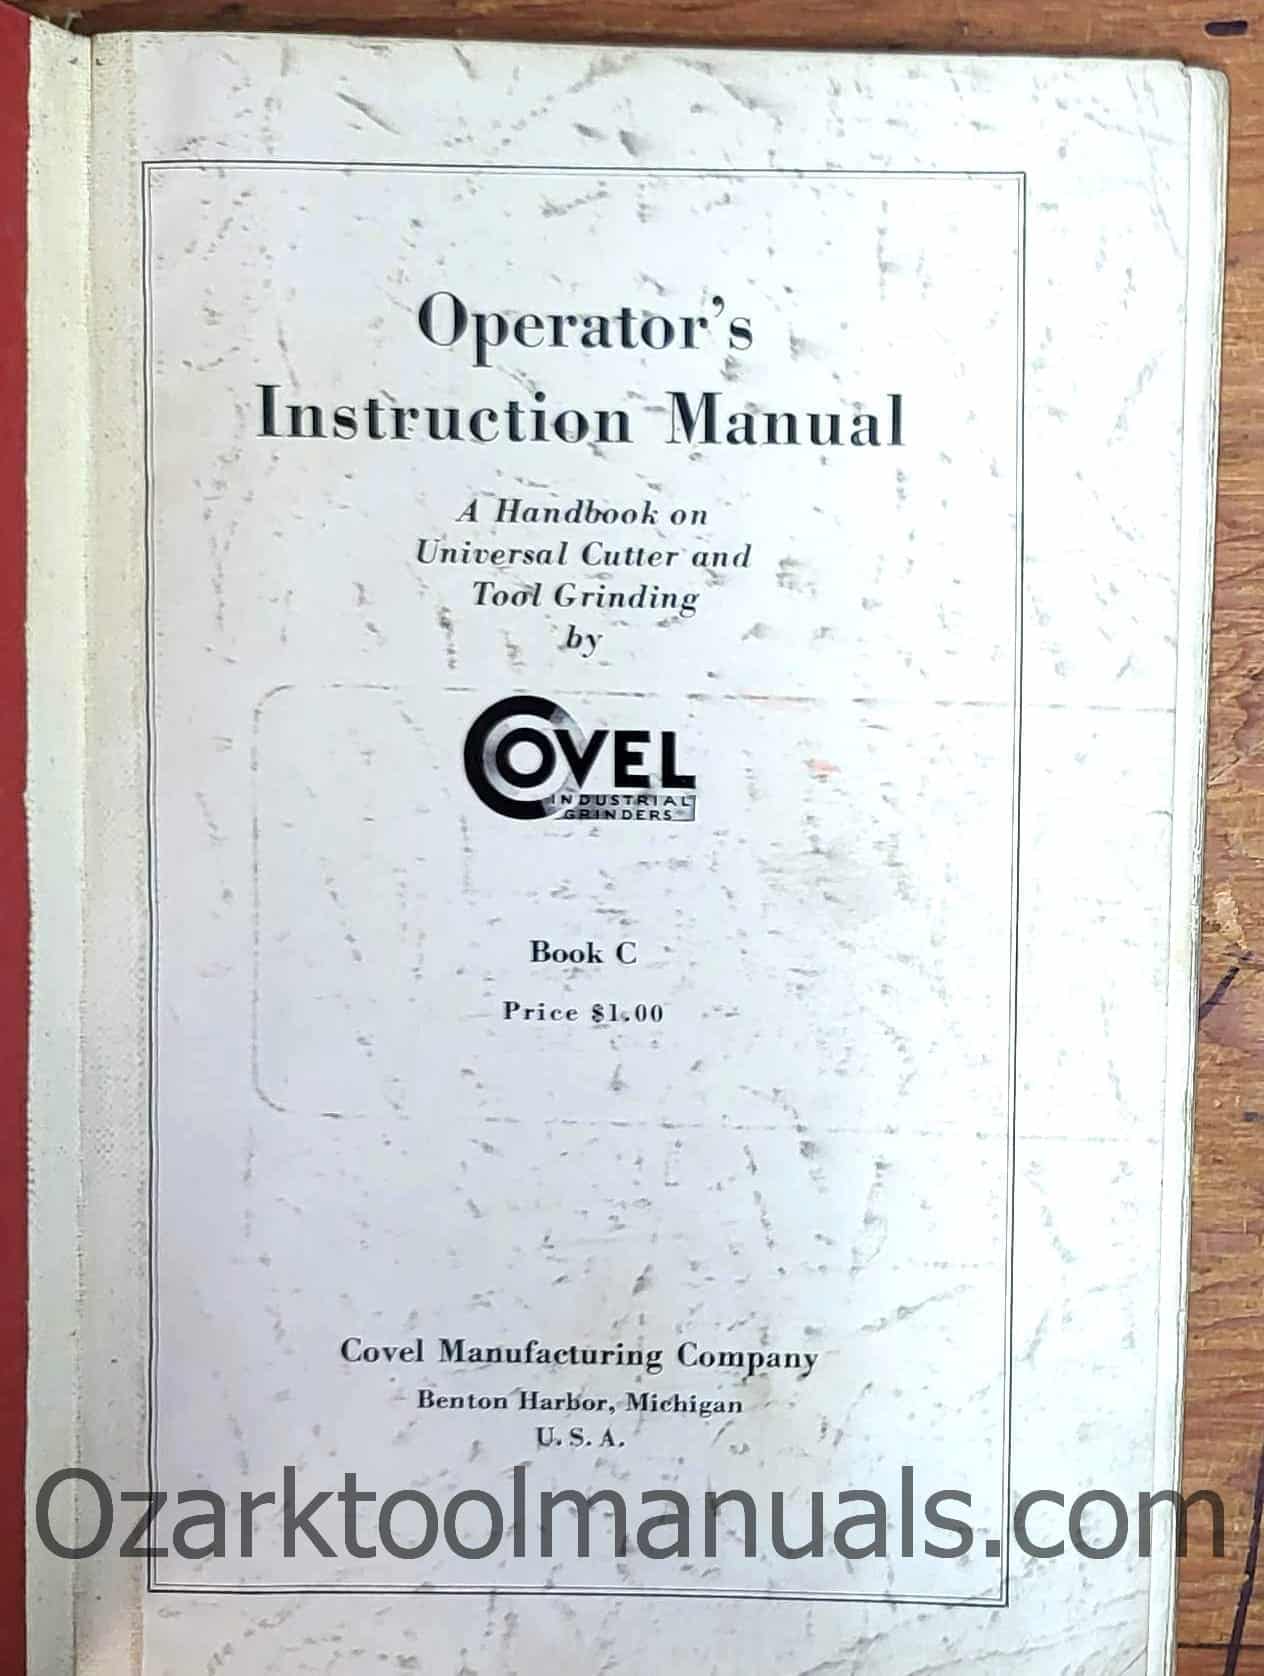 Operator's
Instruction Manual
A Handbook on
Universal Cutter and
Tool Grinding
by
COVEL
INDUSTRIAL
GRINDERS
Book C
Price $1.00
Covel Manufacturing Company
Benton Harbor, Michigan
U. S. A.
Ozarktoolmanuals.com